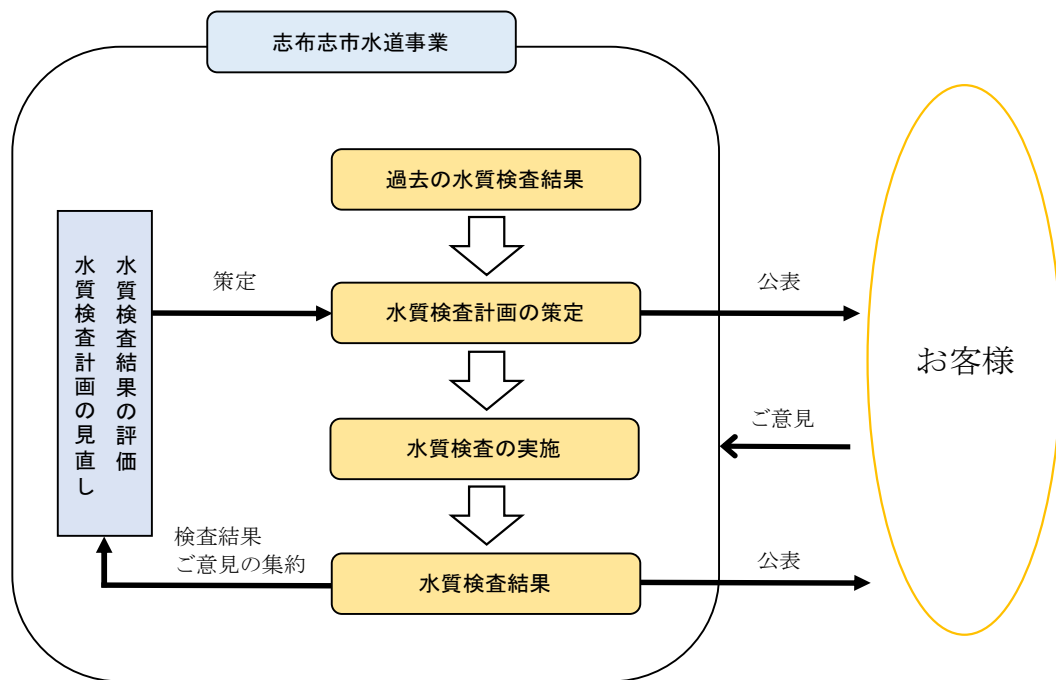 志布志市水道事業
過去の水質検査結果
策定
水質検査計画の策定
公表
水質検査結果の評価
水質検査計画の見直し
お客様
ご意見
水質検査の実施
検査結果
ご意見の集約
水質検査結果
公表